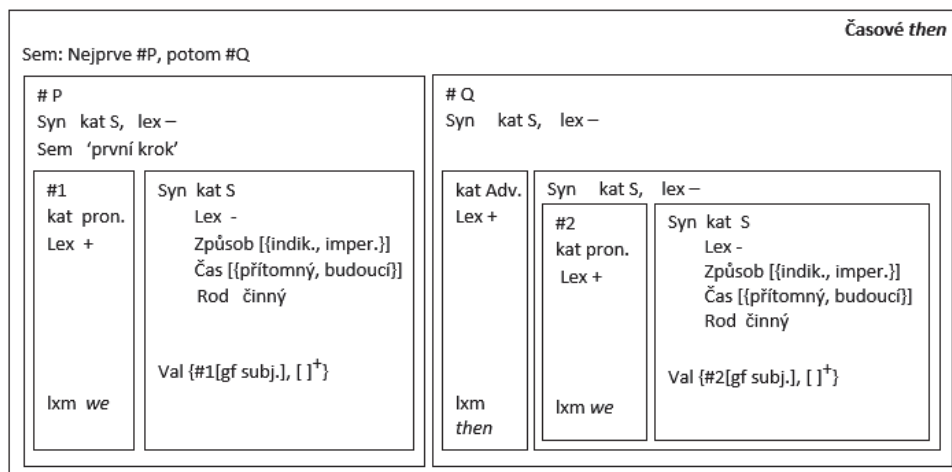 Časové then
Sem: Nejprve #P, potom #Q
# P
Syn kat S, lex –
Sem ‘první krok’
#1
kat pron.
Lex +
lxm we
Syn kat S
Lex -
Způsob [{indik., imper.}]
Čas [{přítomný, budoucí}]
Rod činný
Val {#1[gf subj.], [ ]⁺}
# Q
Syn kat S, lex –
kat Adv.
Lex +
lxm
then
Syn kat S, lex –
#2
kat pron.
Lex +
lxm we
Syn kat S
Lex -
Způsob [{indik., imper.}]
Čas [{přítomný, budoucí}]
Rod činný
Val {#2[gf subj.], [ ]⁺}